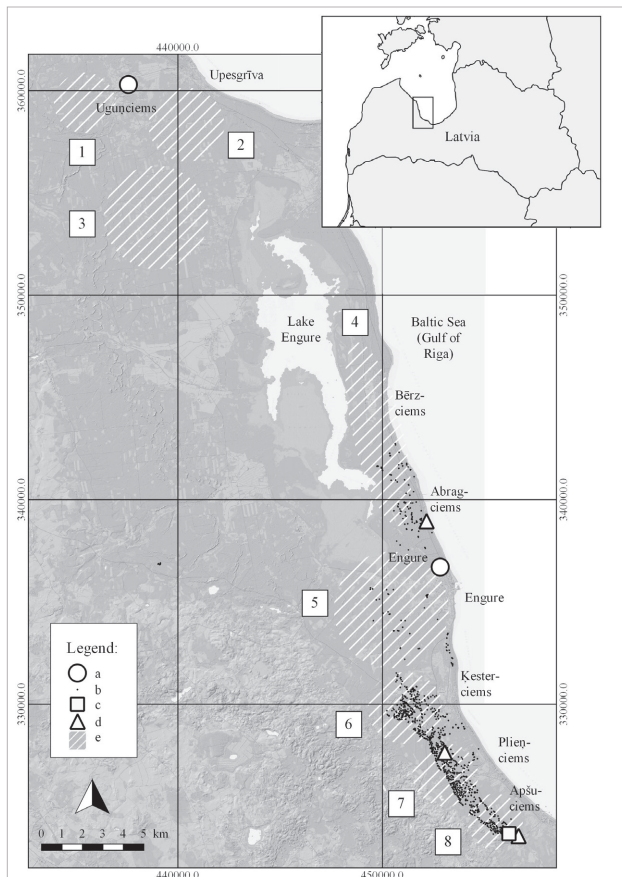 440000.0
Upesgrīva
360000.0
Uguņciems
1
2
3
Latvia
350000.0
350000.0
4
Lake
Engure
Baltic Sea
(Gulf of
Riga)
Bērz-
ciems
340000.0
340000.0
Abrag-
ciems
Engure
Engure
5
Ķester-
ciems
330000.0
330000.0
6
Plieņ-
ciems
Apšu-
ciems
7
8
Legend:
a
b
c
d
e
0 1 2 3 4 5 km
440000.0
450000.0